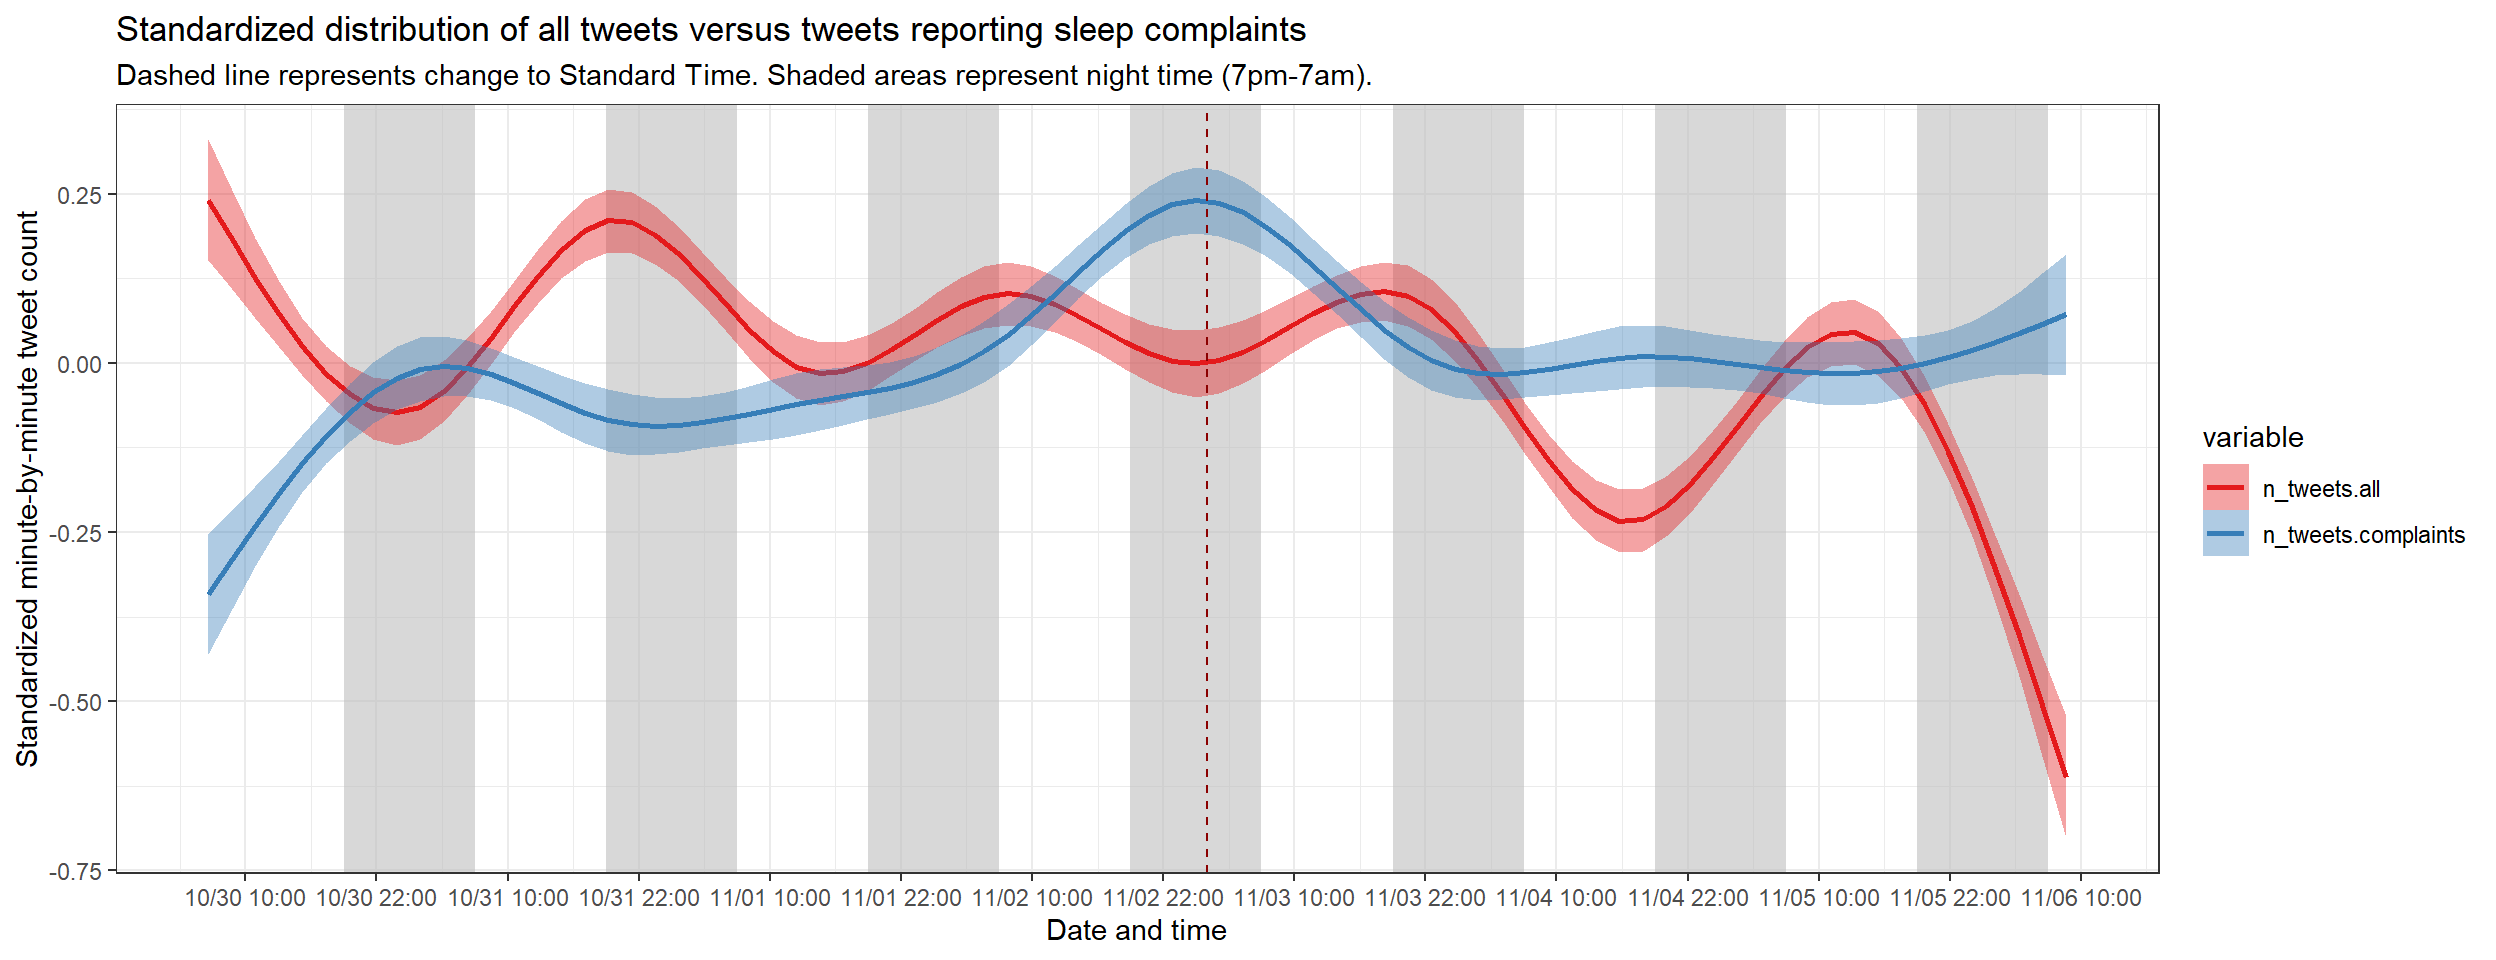 Standardized distribution of all tweets versus tweets reporting sleep complaints
Dashed line represents change to Standard Time. Shaded areas represent night time (7pm-7am).
Standardized minute-by-minute tweet count
0.25
0.00
-0.25
-0.50
-0.75
10/30 10:00 10/30 22:00 10/31 10:00 10/31 22:00 11/01 10:00 11/01 22:00 11/02 10:00 11/02 22:00 11/03 10:00 11/03 22:00 11/04 10:00 11/04 22:00 11/05 10:00 11/05 22:00 11/06 10:00
Date and time
variable
n_tweets.all
n_tweets.complaints